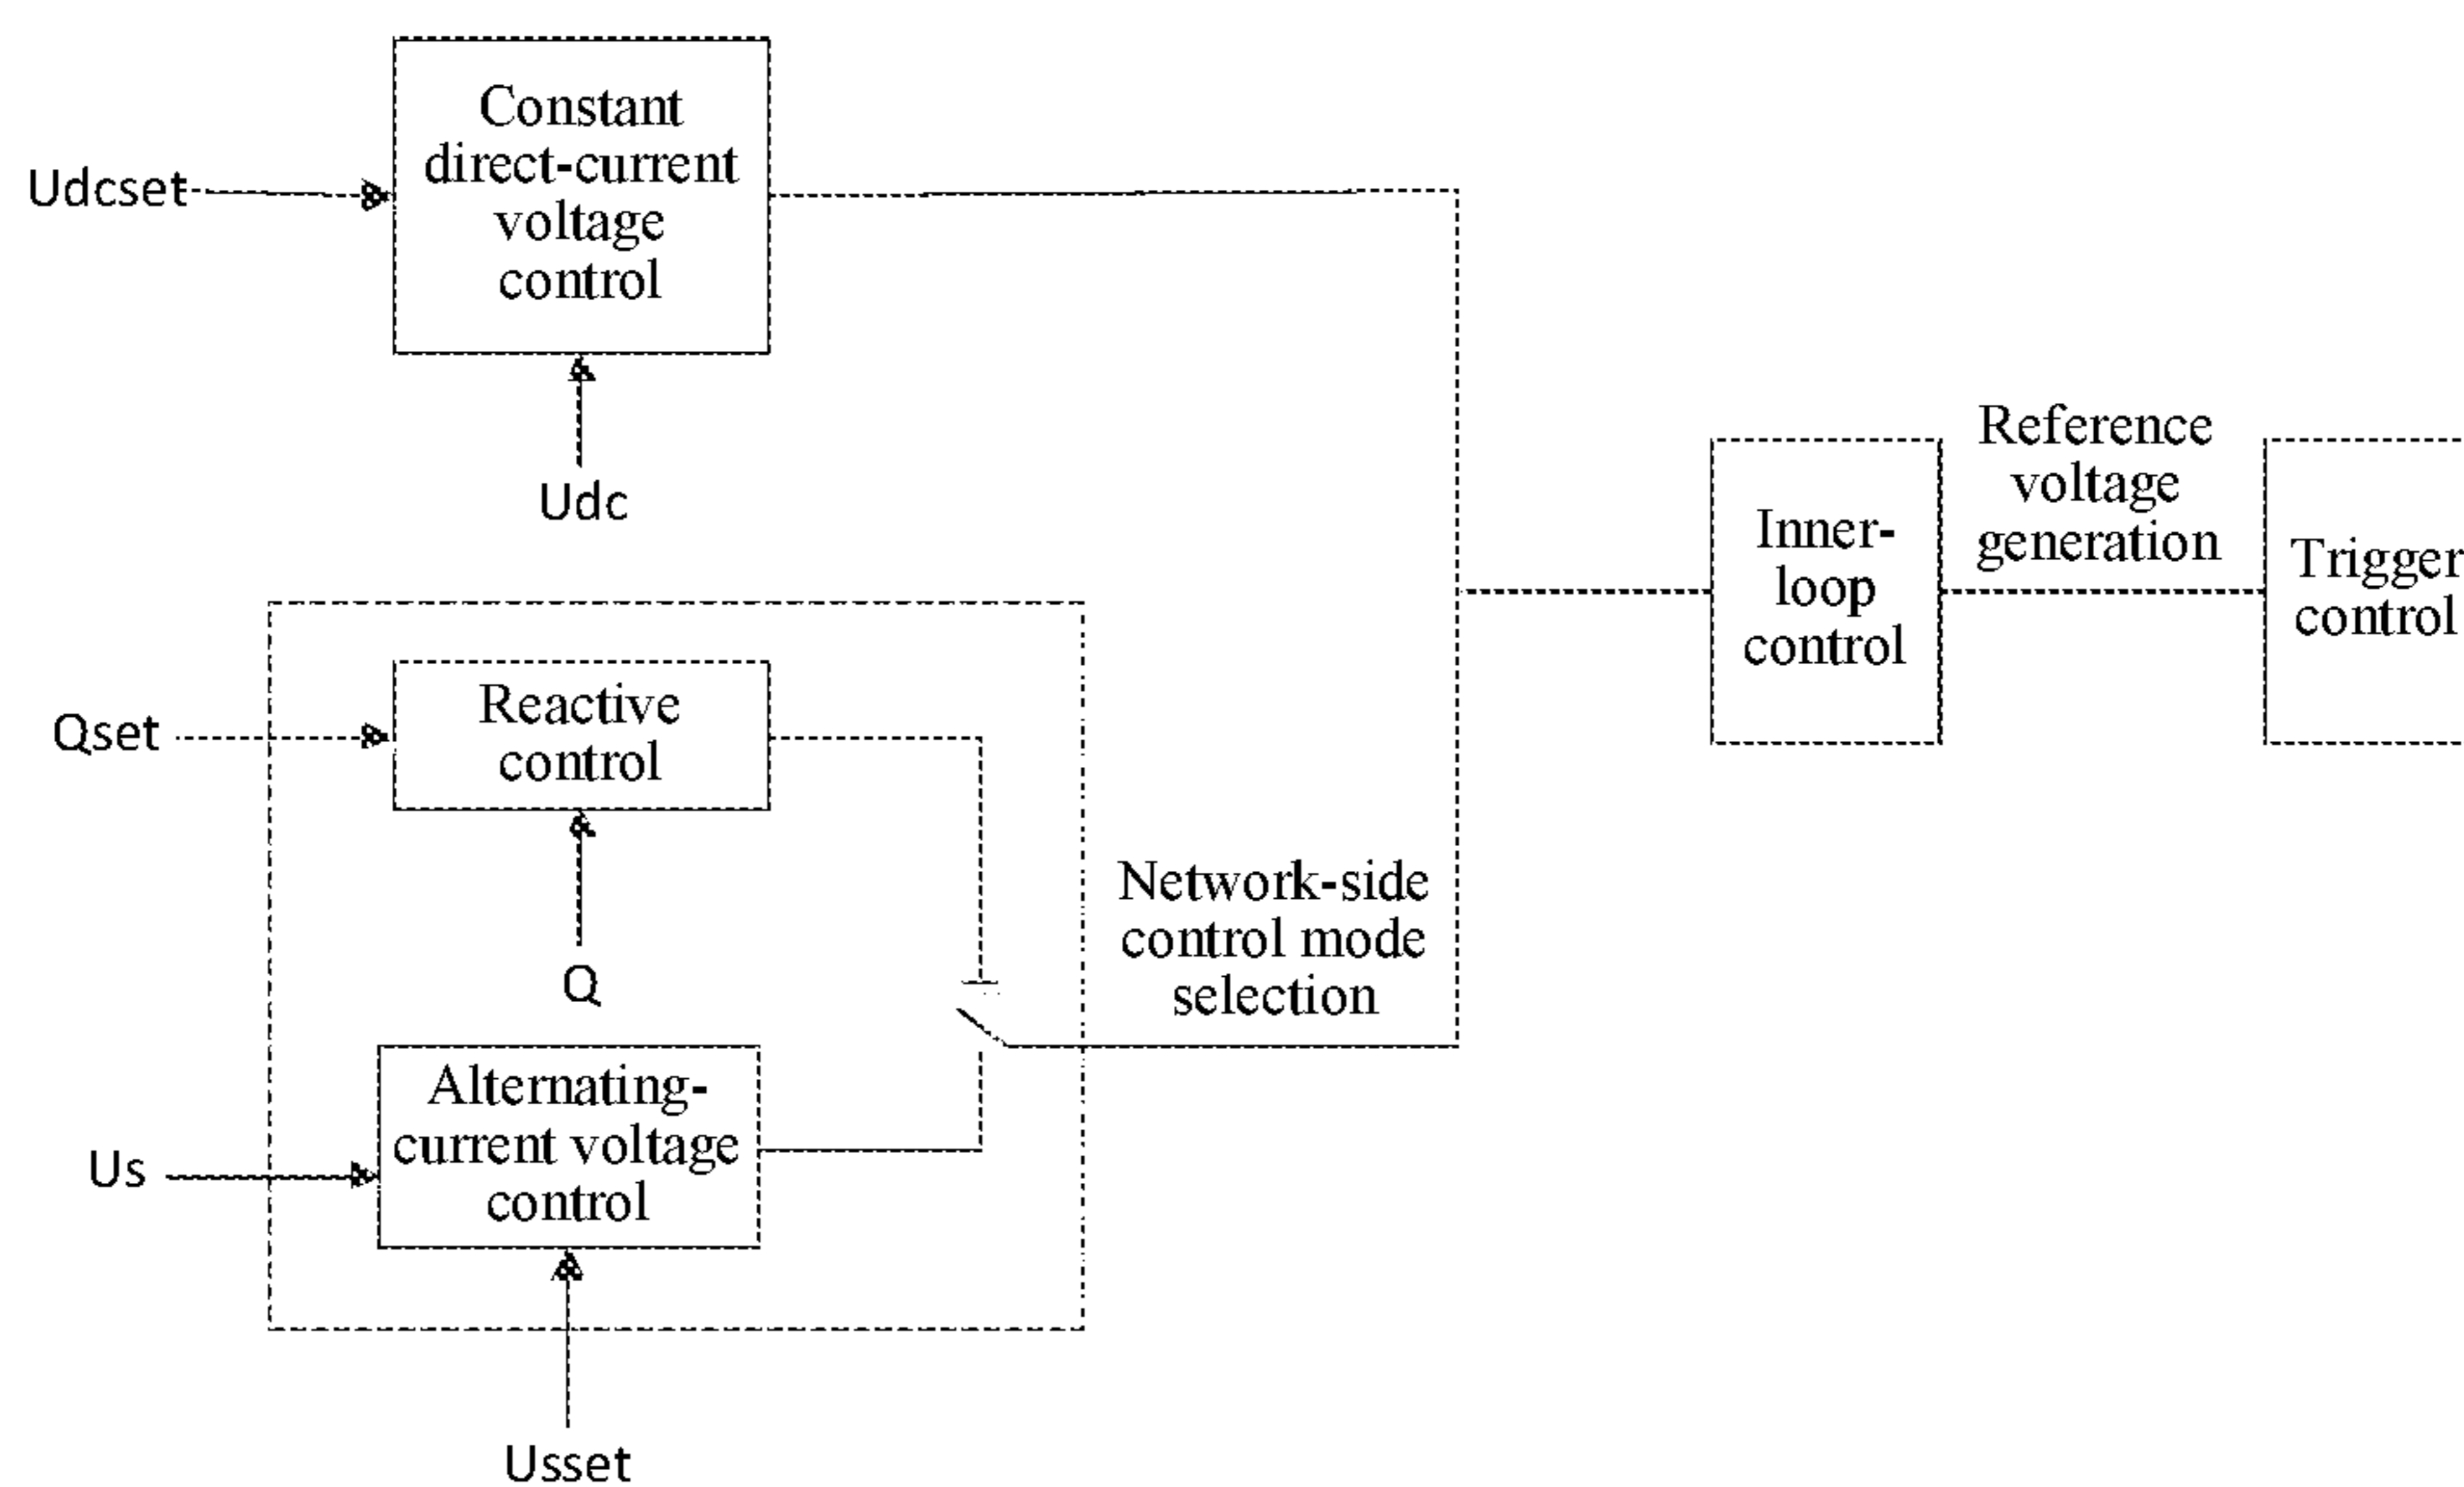 Constant
direct-current
voltage
control
Udcset
Udc
Reference
voltage
generation
Inner-
loop
control
Trigger
control
Reactive
control
Qset
Q
Network-side
control mode
selection
Alternating-
current voltage
control
Us
Usset